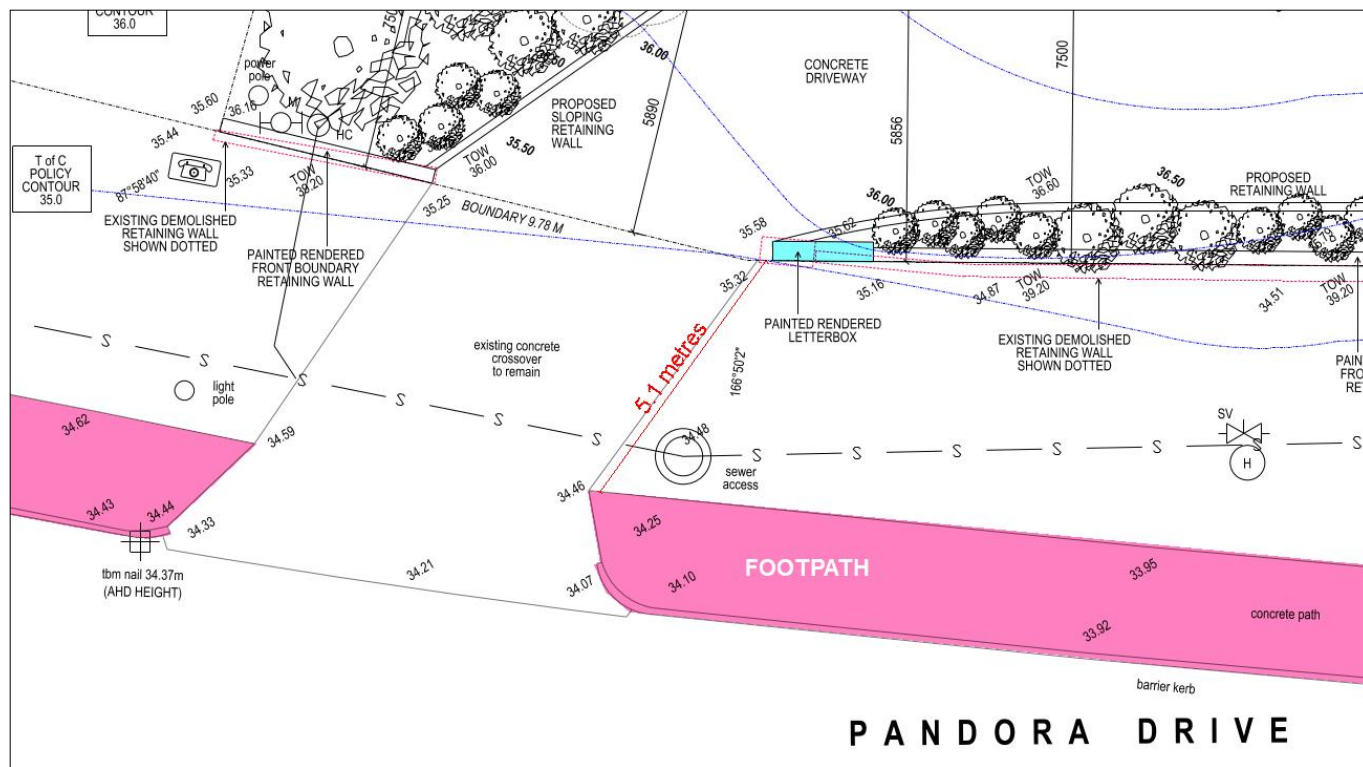 CONTOUR
36.0
power
pole
M
HC
36.16
35.60
35.44
35.33
T of C
POLICY
CONTOUR
35.0
87°58'40"
TOW
39.20
35.25
EXISTING DEMOLISHED
RETAINING WALL
SHOWN DOTTED
PAINTED RENDERED
FRONT BOUNDARY
RETAINING WALL
BOUNDARY 9.78 M
TOW
36.00
35.50
PROPOSED
SLOPING
RETAINING
WALL
36.00
5890
CONCRETE
DRIVEWAY
5856
7500
36.00
TOW
36.60
36.50
PROPOSED
RETAINING WALL
35.58
35.62
35.32
35.16
34.87
TOW
39.20
34.51
TOW
39.20
PAINTED RENDERED
LETTERBOX
EXISTING DEMOLISHED
RETAINING WALL
SHOWN DOTTED
PAIN
FRO
RE
5.1 metres
166°50'2"
existing concrete
crossover
to remain
S S S S S S S S S S
light
pole
34.48
sewer
access
SV
H
34.62
34.59
34.46
34.43
34.44
34.33
34.25
tbm nail 34.37m
(AHD HEIGHT)
34.21
34.07
34.10
FOOTPATH
33.95
33.92
concrete path
barrier kerb
PANDORA DRIVE